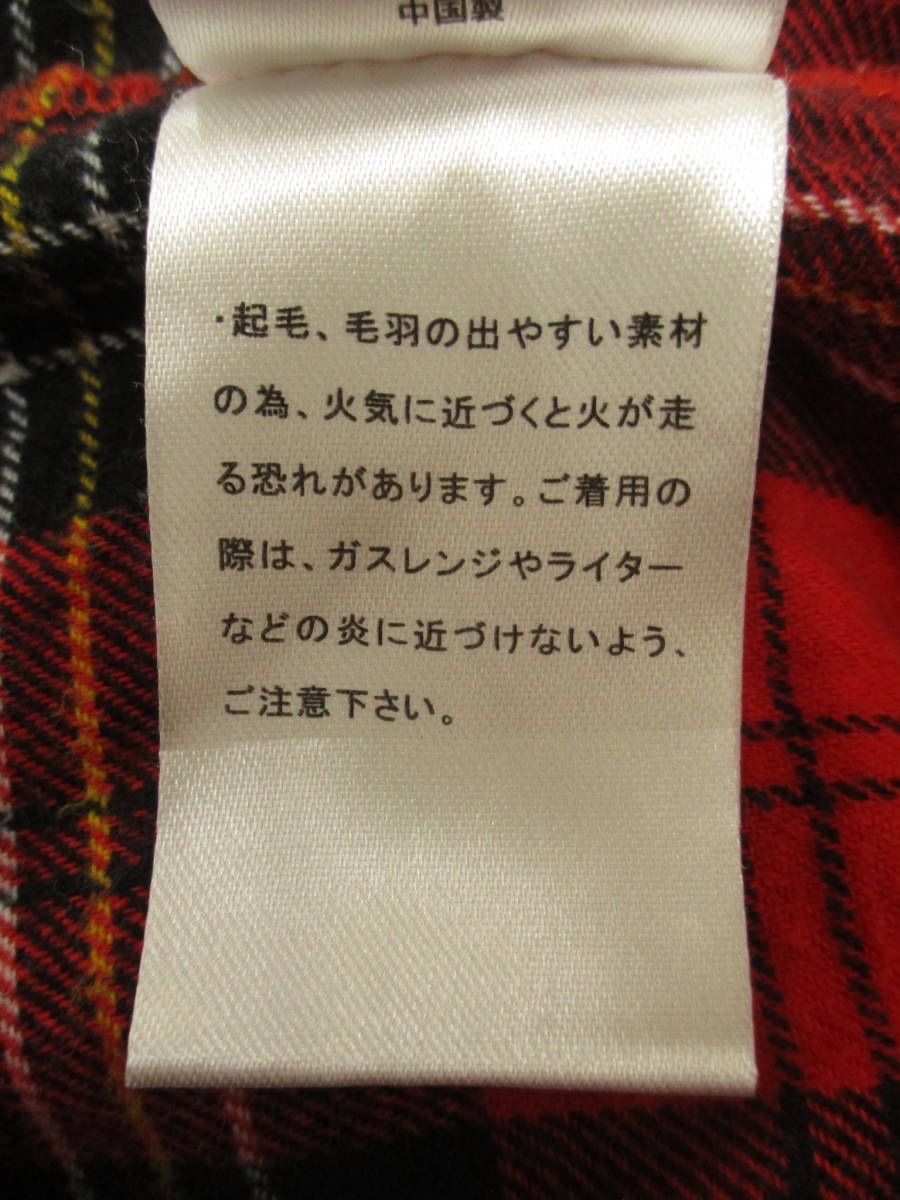 中国製
・起毛、毛羽の出やすい素材
の為、火気に近づくと火が走
る恐れがあります。ご着用の
際は、ガスレンジやライター
などの炎に近づけないよう、
ご注意下さい。